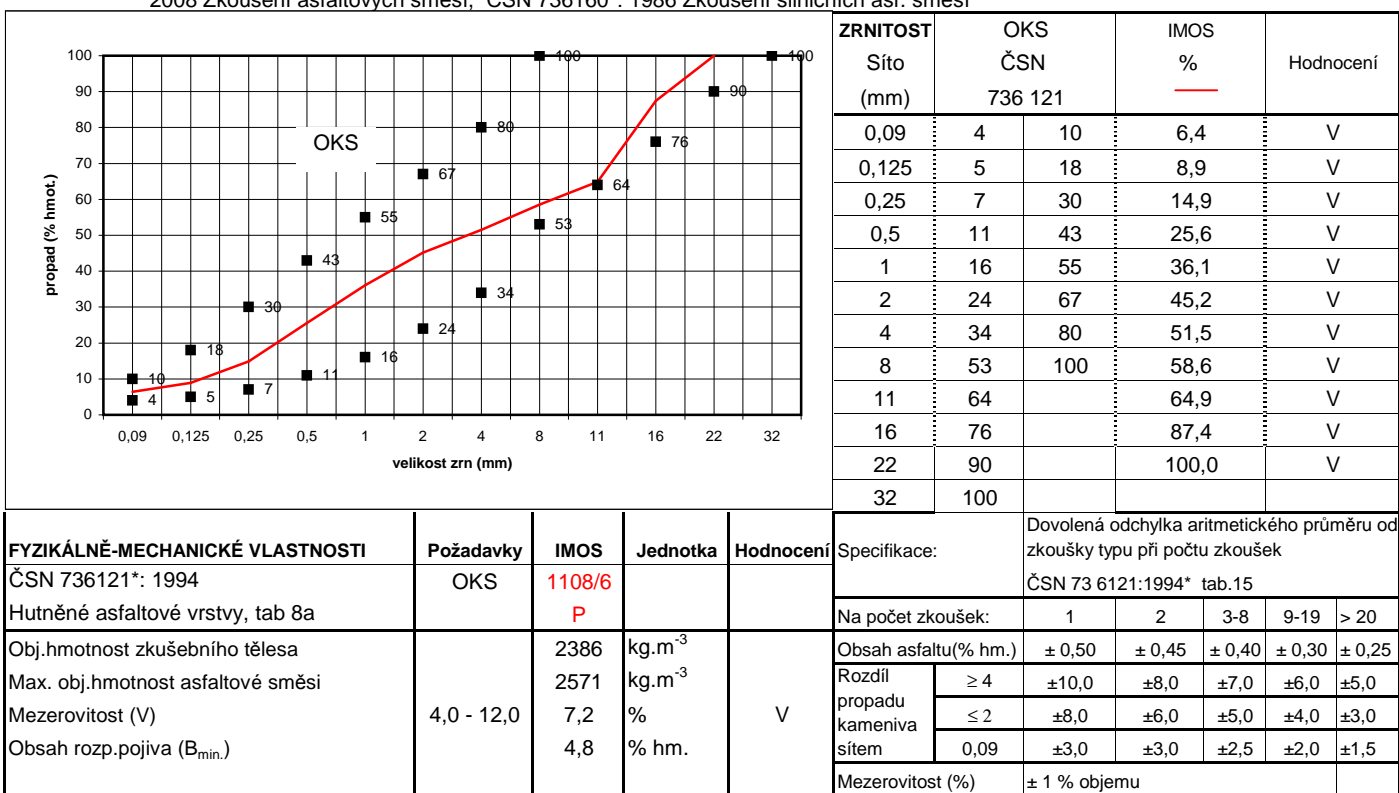 2008 Zkoušení asfaltových směsí, ČSN 736160*: 1986 Zkoušení silničních asf. směsí
propad (% hmot.)
100
90
80
70
60
50
40
30
20
10
0
OKS
100 100
90
80
76
67
64
55
53
43
34
30
24
18
16
11
10
7
5
4
0,09 0,125 0,25 0,5 1 2 4 8 11 16 22 32
velikost zrn (mm)
ZRNITOST OKS IMOS
Síto ČSN % Hodnocení
(mm) 736 121
0,09 4 10 6,4 V
0,125 5 18 8,9 V
0,25 7 30 14,9 V
0,5 11 43 25,6 V
1 16 55 36,1 V
2 24 67 45,2 V
4 34 80 51,5 V
8 53 100 58,6 V
11 64 64,9 V
16 76 87,4 V
22 90 100,0 V
32 100
FYZIKÁLNĚ-MECHANICKÉ VLASTNOSTI Požadavky IMOS Jednotka Hodnocení
ČSN 736121*: 1994 OKS 1108/6
Hutněné asfaltové vrstvy, tab 8a P
Obj.hmotnost zkušebního tělesa 2386 kg.m-3
Max. obj.hmotnost asfaltové směsi 2571 kg.m-3
Mezerovitost (V) 4,0 - 12,0 7,2 % V
Obsah rozp.pojiva (Bmin.) 4,8 % hm.
Specifikace: Dovolená odchylka aritmetického průměru od
zkoušky typu při počtu zkoušek
ČSN 73 6121:1994* tab.15
Na počet zkoušek: 1 2 3-8 9-19 > 20
Obsah asfaltu(% hm.) ± 0,50 ± 0,45 ± 0,40 ± 0,30 ± 0,25
Rozdíl
propadu
kameniva
sítem
≥ 4 ±10,0 ±8,0 ±7,0 ±6,0 ±5,0
≤ 2 ±8,0 ±6,0 ±5,0 ±4,0 ±3,0
0,09 ±3,0 ±3,0 ±2,5 ±2,0 ±1,5
Mezerovitost (%) ± 1 % objemu